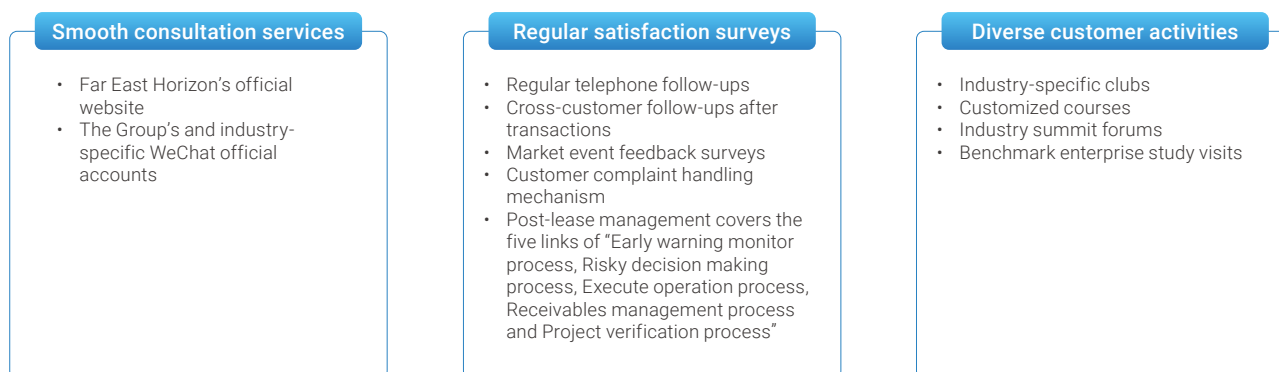 Smooth consultation services
• Far East Horizon's official
website
• The Group's and industry-
specific WeChat official
accounts
Regular satisfaction surveys
• Regular telephone follow-ups
• Cross-customer follow-ups after
transactions
• Market event feedback surveys
• Customer complaint handling
mechanism
• Post-lease management covers the
five links of “Early warning monitor
process, Risky decision making
process, Execute operation process,
Receivables management process
and Project verification process”
Diverse customer activities
• Industry-specific clubs
• Customized courses
• Industry summit forums
• Benchmark enterprise study visits